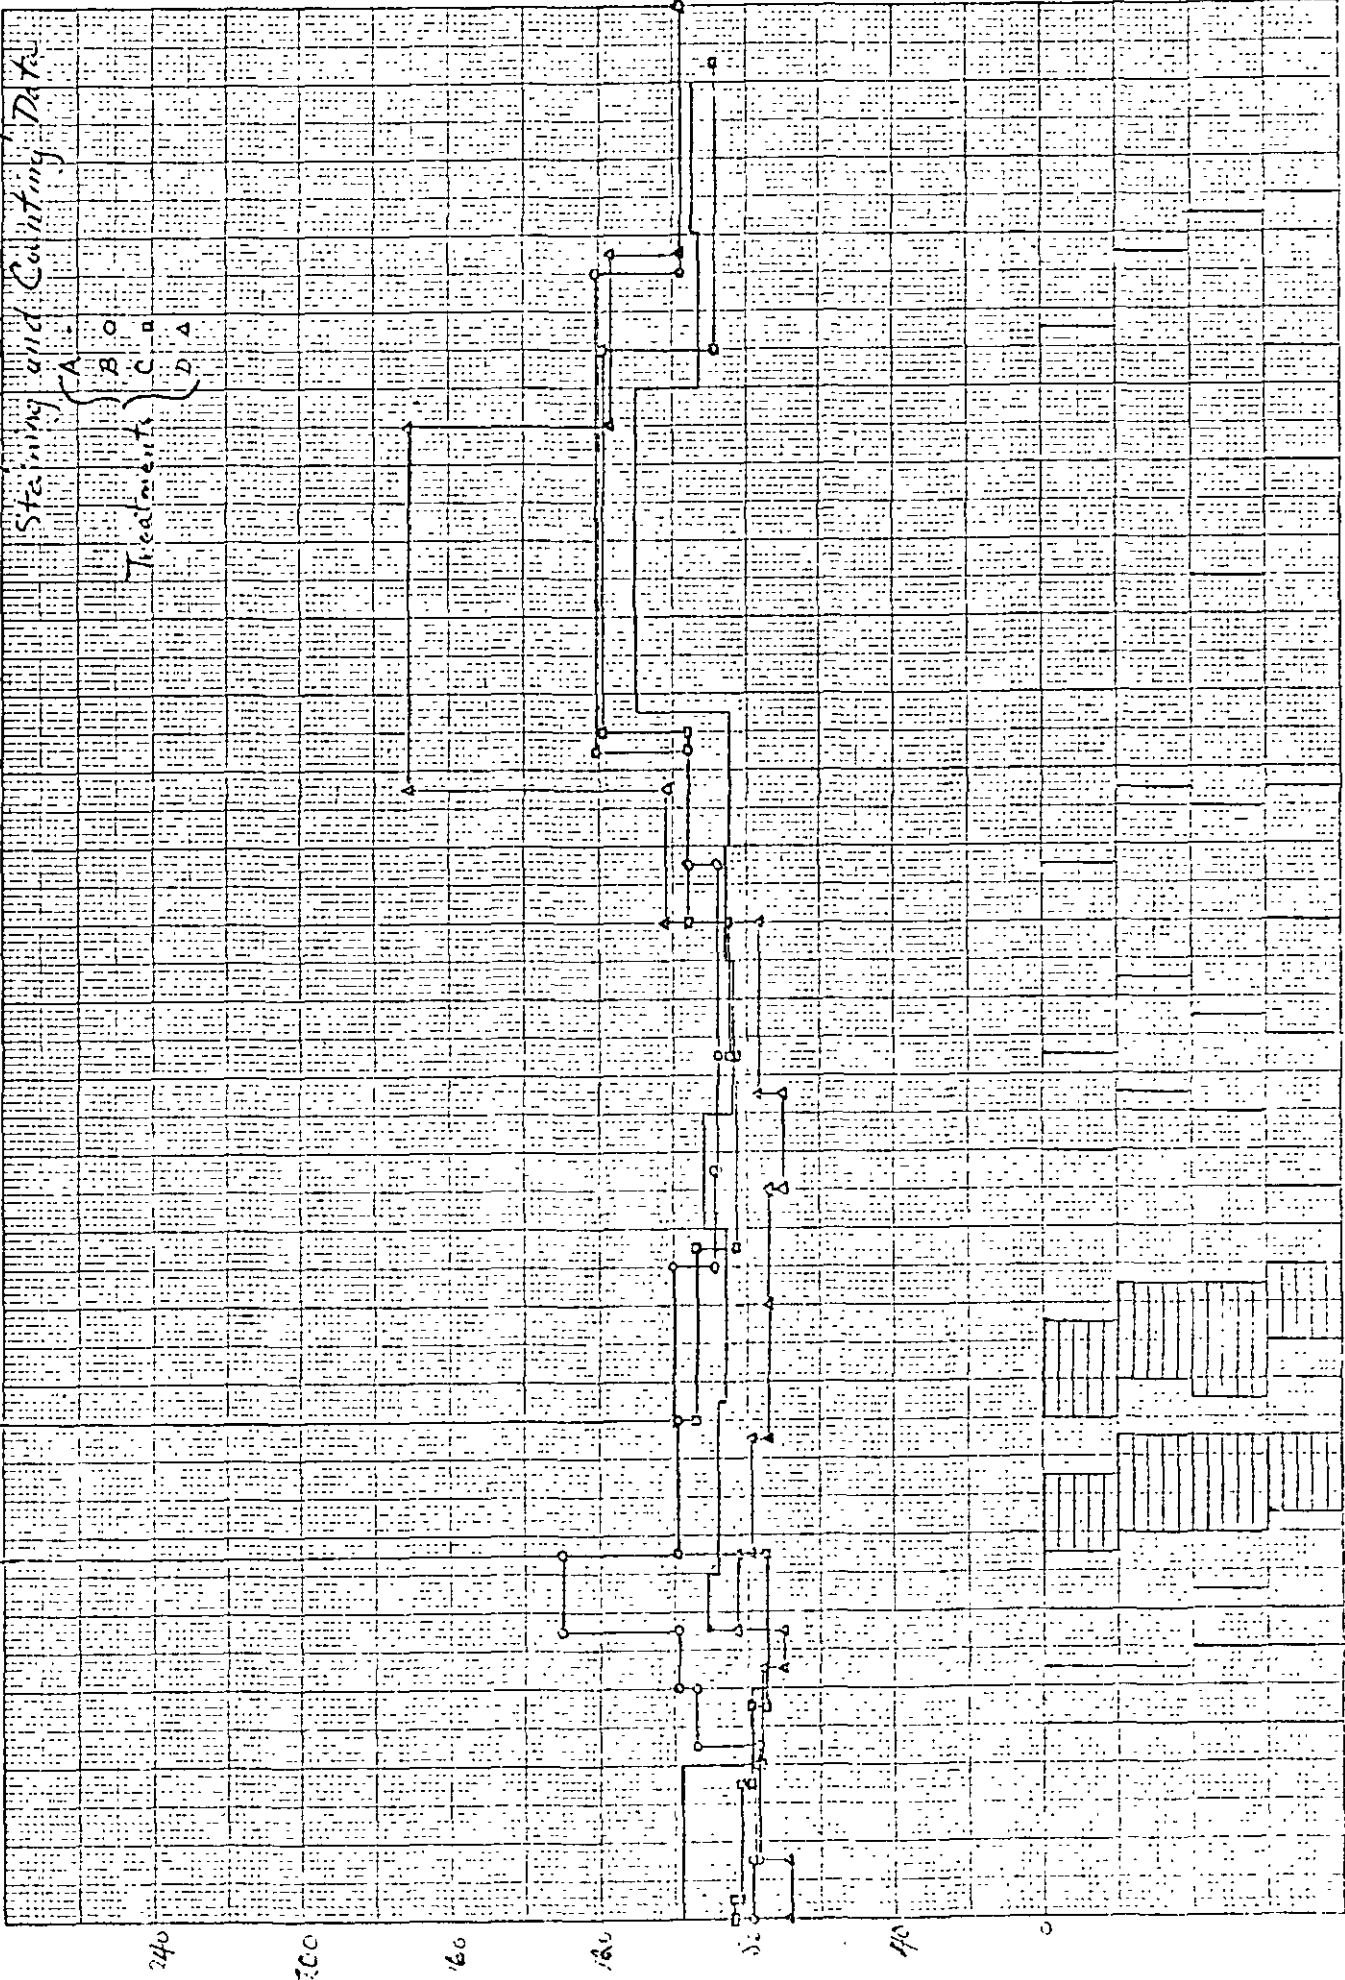 Staining and Counting Data
Treatments { A .
B o
C □
D △
240
200
160
120
80
40
0